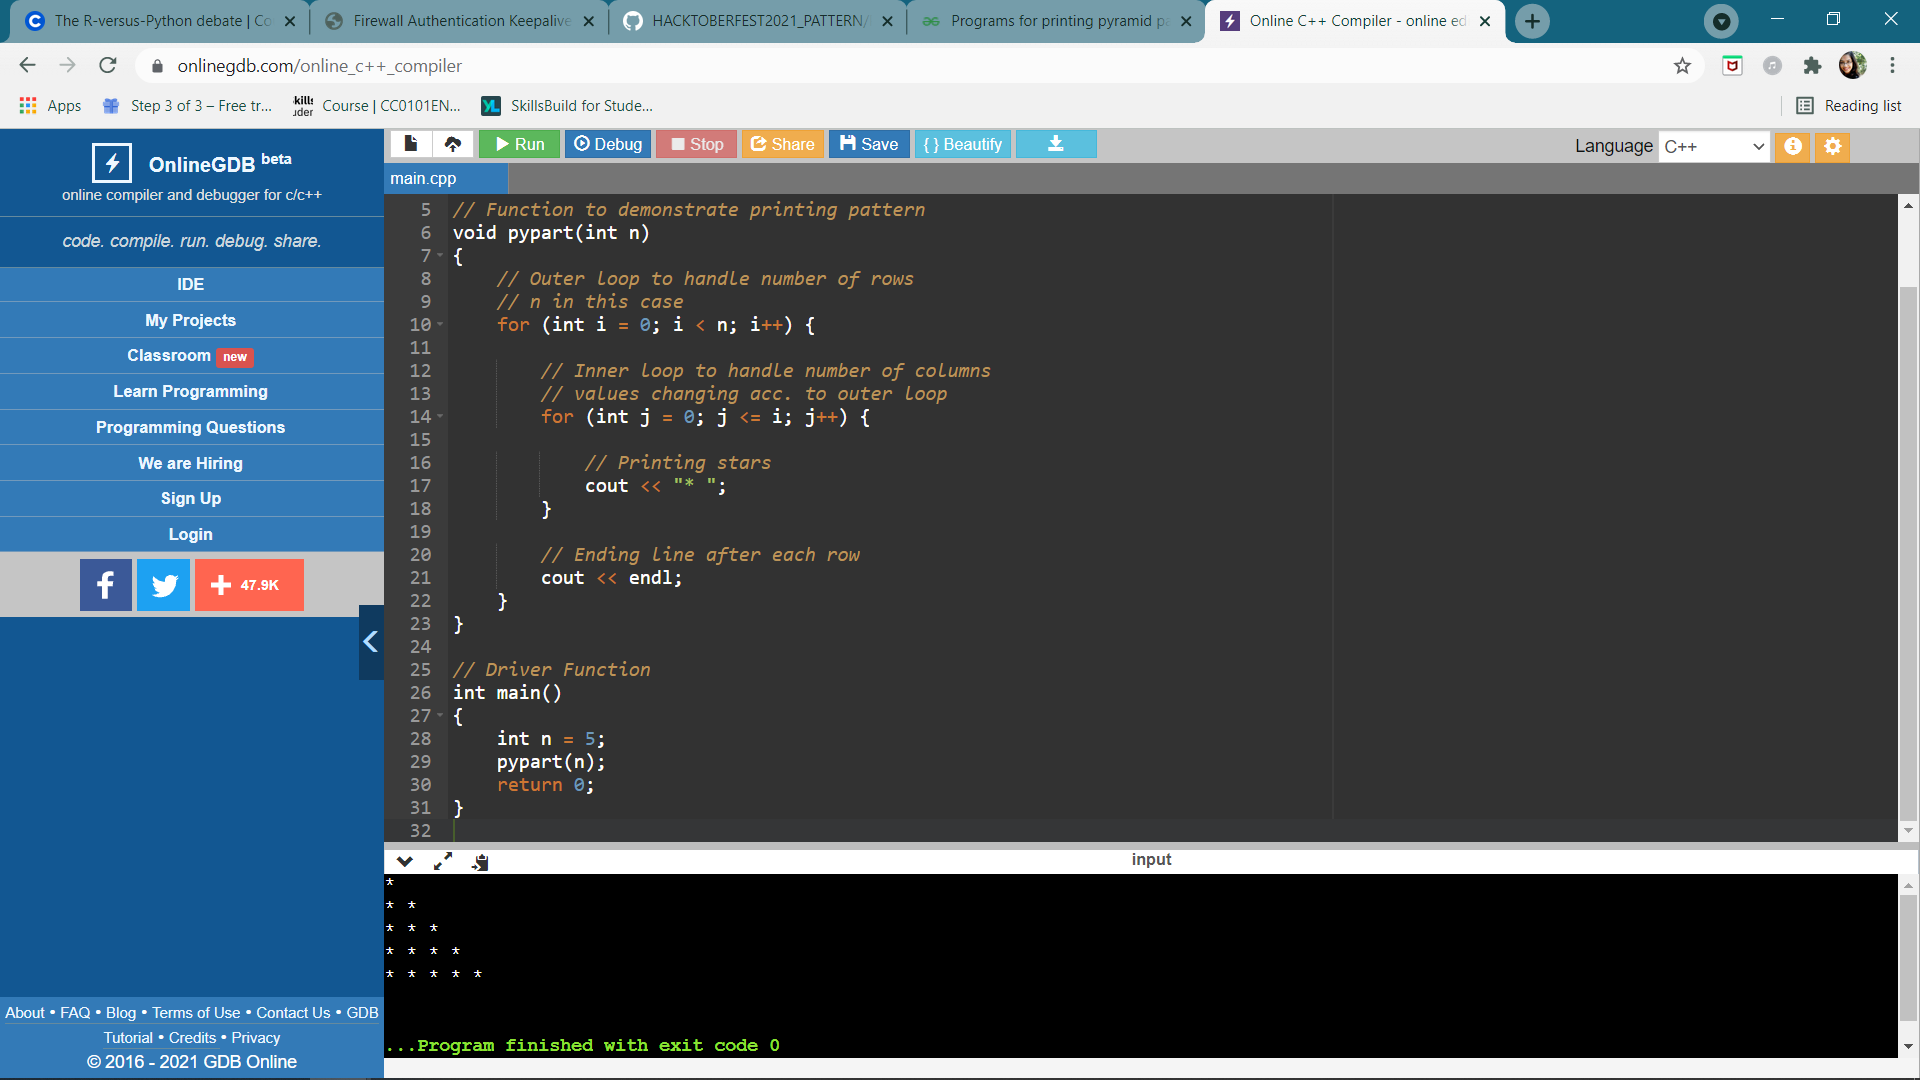 The R-versus-Python debate | Co
Firewall Authentication Keepalive
HACKTOBERFEST2021_PATTERN/
Programs for printing pyramid pa
Online C++ Compiler - online ed
onlinegdb.com/online_c++_compiler
Apps
Step 3 of 3 – Free tr...
Course | CC0101EN...
SkillsBuild for Stude...
Reading list
OnlineGDB beta
online compiler and debugger for c/c++
code. compile. run. debug. share.
IDE
My Projects
Classroom new
Learn Programming
Programming Questions
We are Hiring
Sign Up
Login
47.9K
About • FAQ • Blog • Terms of Use • Contact Us • GDB
Tutorial • Credits • Privacy
© 2016 - 2021 GDB Online
Run Debug Stop Share Save { } Beautify
Language C++
main.cpp
5 // Function to demonstrate printing pattern
6 void pypart(int n)
7 {
8 // Outer loop to handle number of rows
9 // n in this case
10 for (int i = 0; i < n; i++) {
11
12 // Inner loop to handle number of columns
13 // values changing acc. to outer loop
14 for (int j = 0; j <= i; j++) {
15
16 // Printing stars
17 cout << "* ";
18 }
19
20 // Ending line after each row
21 cout << endl;
22 }
23 }
24
25 // Driver Function
26 int main()
27 {
28 int n = 5;
29 pypart(n);
30 return 0;
31 }
32
input
*
* *
* * *
* * * *
* * * * *
...Program finished with exit code 0